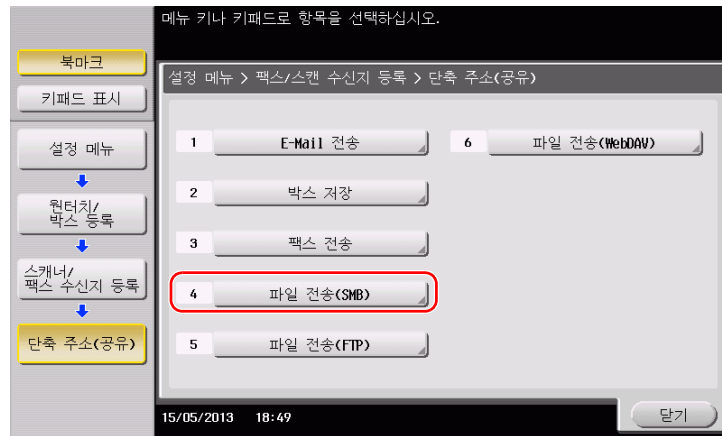 메뉴 키나 키패드로 항목을 선택하십시오.
북마크
설정 메뉴 > 팩스/스캔 수신지 등록 > 단축 주소(공유)
키패드 표시
설정 메뉴
1 E-Mail 전송
6 파일 전송(WebDAV)
2 박스 저장
원터치/
박스 등록
3 팩스 전송
스캐너/
팩스 수신지 등록
4 파일 전송(SMB)
단축 주소(공유)
5 파일 전송(FTP)
15/05/2013 18:49
닫기